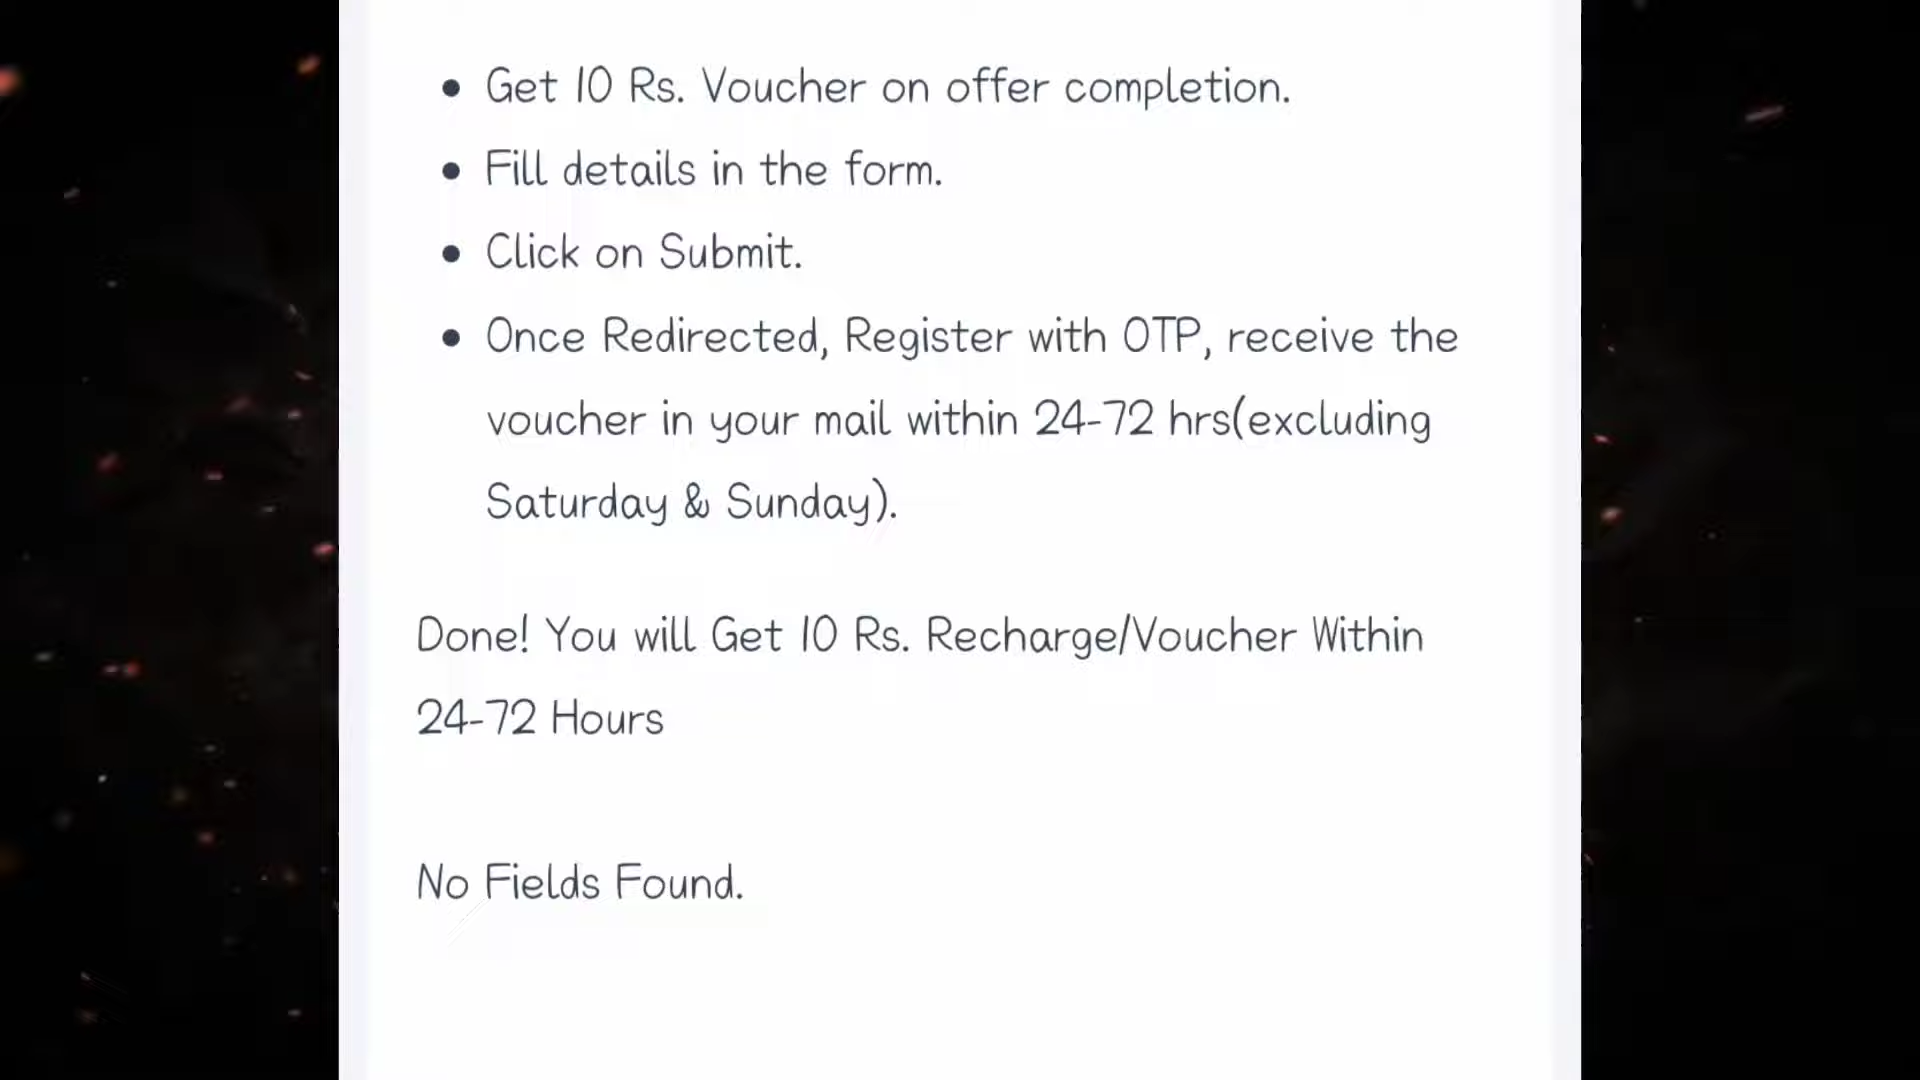 • Get 10 Rs. Voucher on offer completion.
• Fill details in the form.
• Click on Submit.
• Once Redirected, Register with OTP, receive the
voucher in your mail within 24-72 hrs(excluding
Saturday & Sunday).
Done! You will Get 10 Rs. Recharge/Voucher Within
24-72 Hours
No Fields Found.